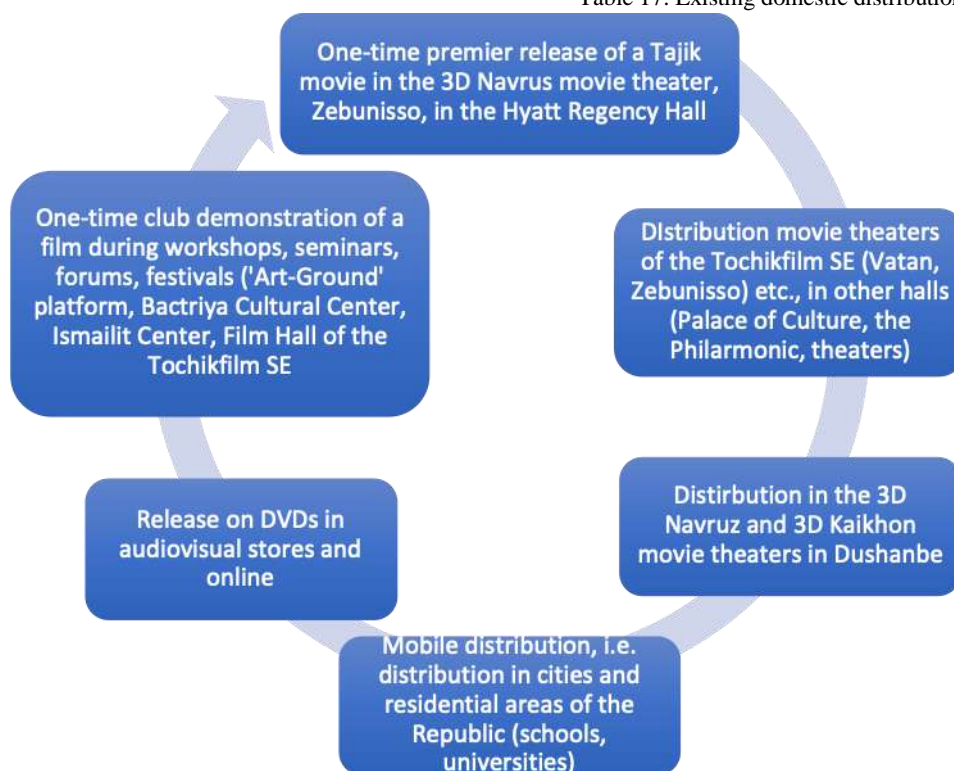 Table 17. Existing domestic distribution
One-time premier release of a Tajik
movie in the 3D Navrus movie theater,
Zebunisso, in the Hyatt Regency Hall
DIstribution movie theaters
of the Tochikfilm SE (Vatan,
Zebunisso) etc., in other halls
(Palace of Culture, the
Philarmonic, theaters)
Distirbution in the 3D
Navruz and 3D Kaikhon
movie theaters in Dushanbe
Mobile distribution, i.e.
distribution in cities and
residential areas of the
Republic (schools,
universities)
Release on DVDs in
audiovisual stores and
online
One-time club demonstration of a
film during workshops, seminars,
forums, festivals ('Art-Ground'
platform, Bactriya Cultural Center,
Ismailit Center, Film Hall of the
Tochikfilm SE